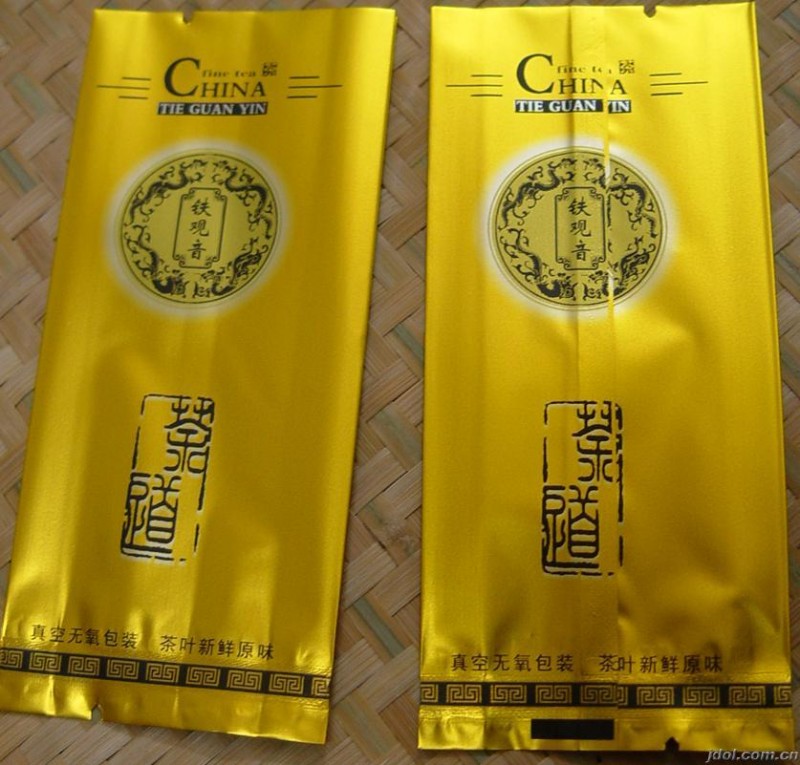 fine tea
CHINA
TIE GUAN YIN
铁观音
茶道
真空无氧包装 茶叶新鲜原味
fine te
CHINA
TIE GUAN YIN
铁观音
茶道
真空无氧包装 茶叶新鲜原味
jdol.com.cn